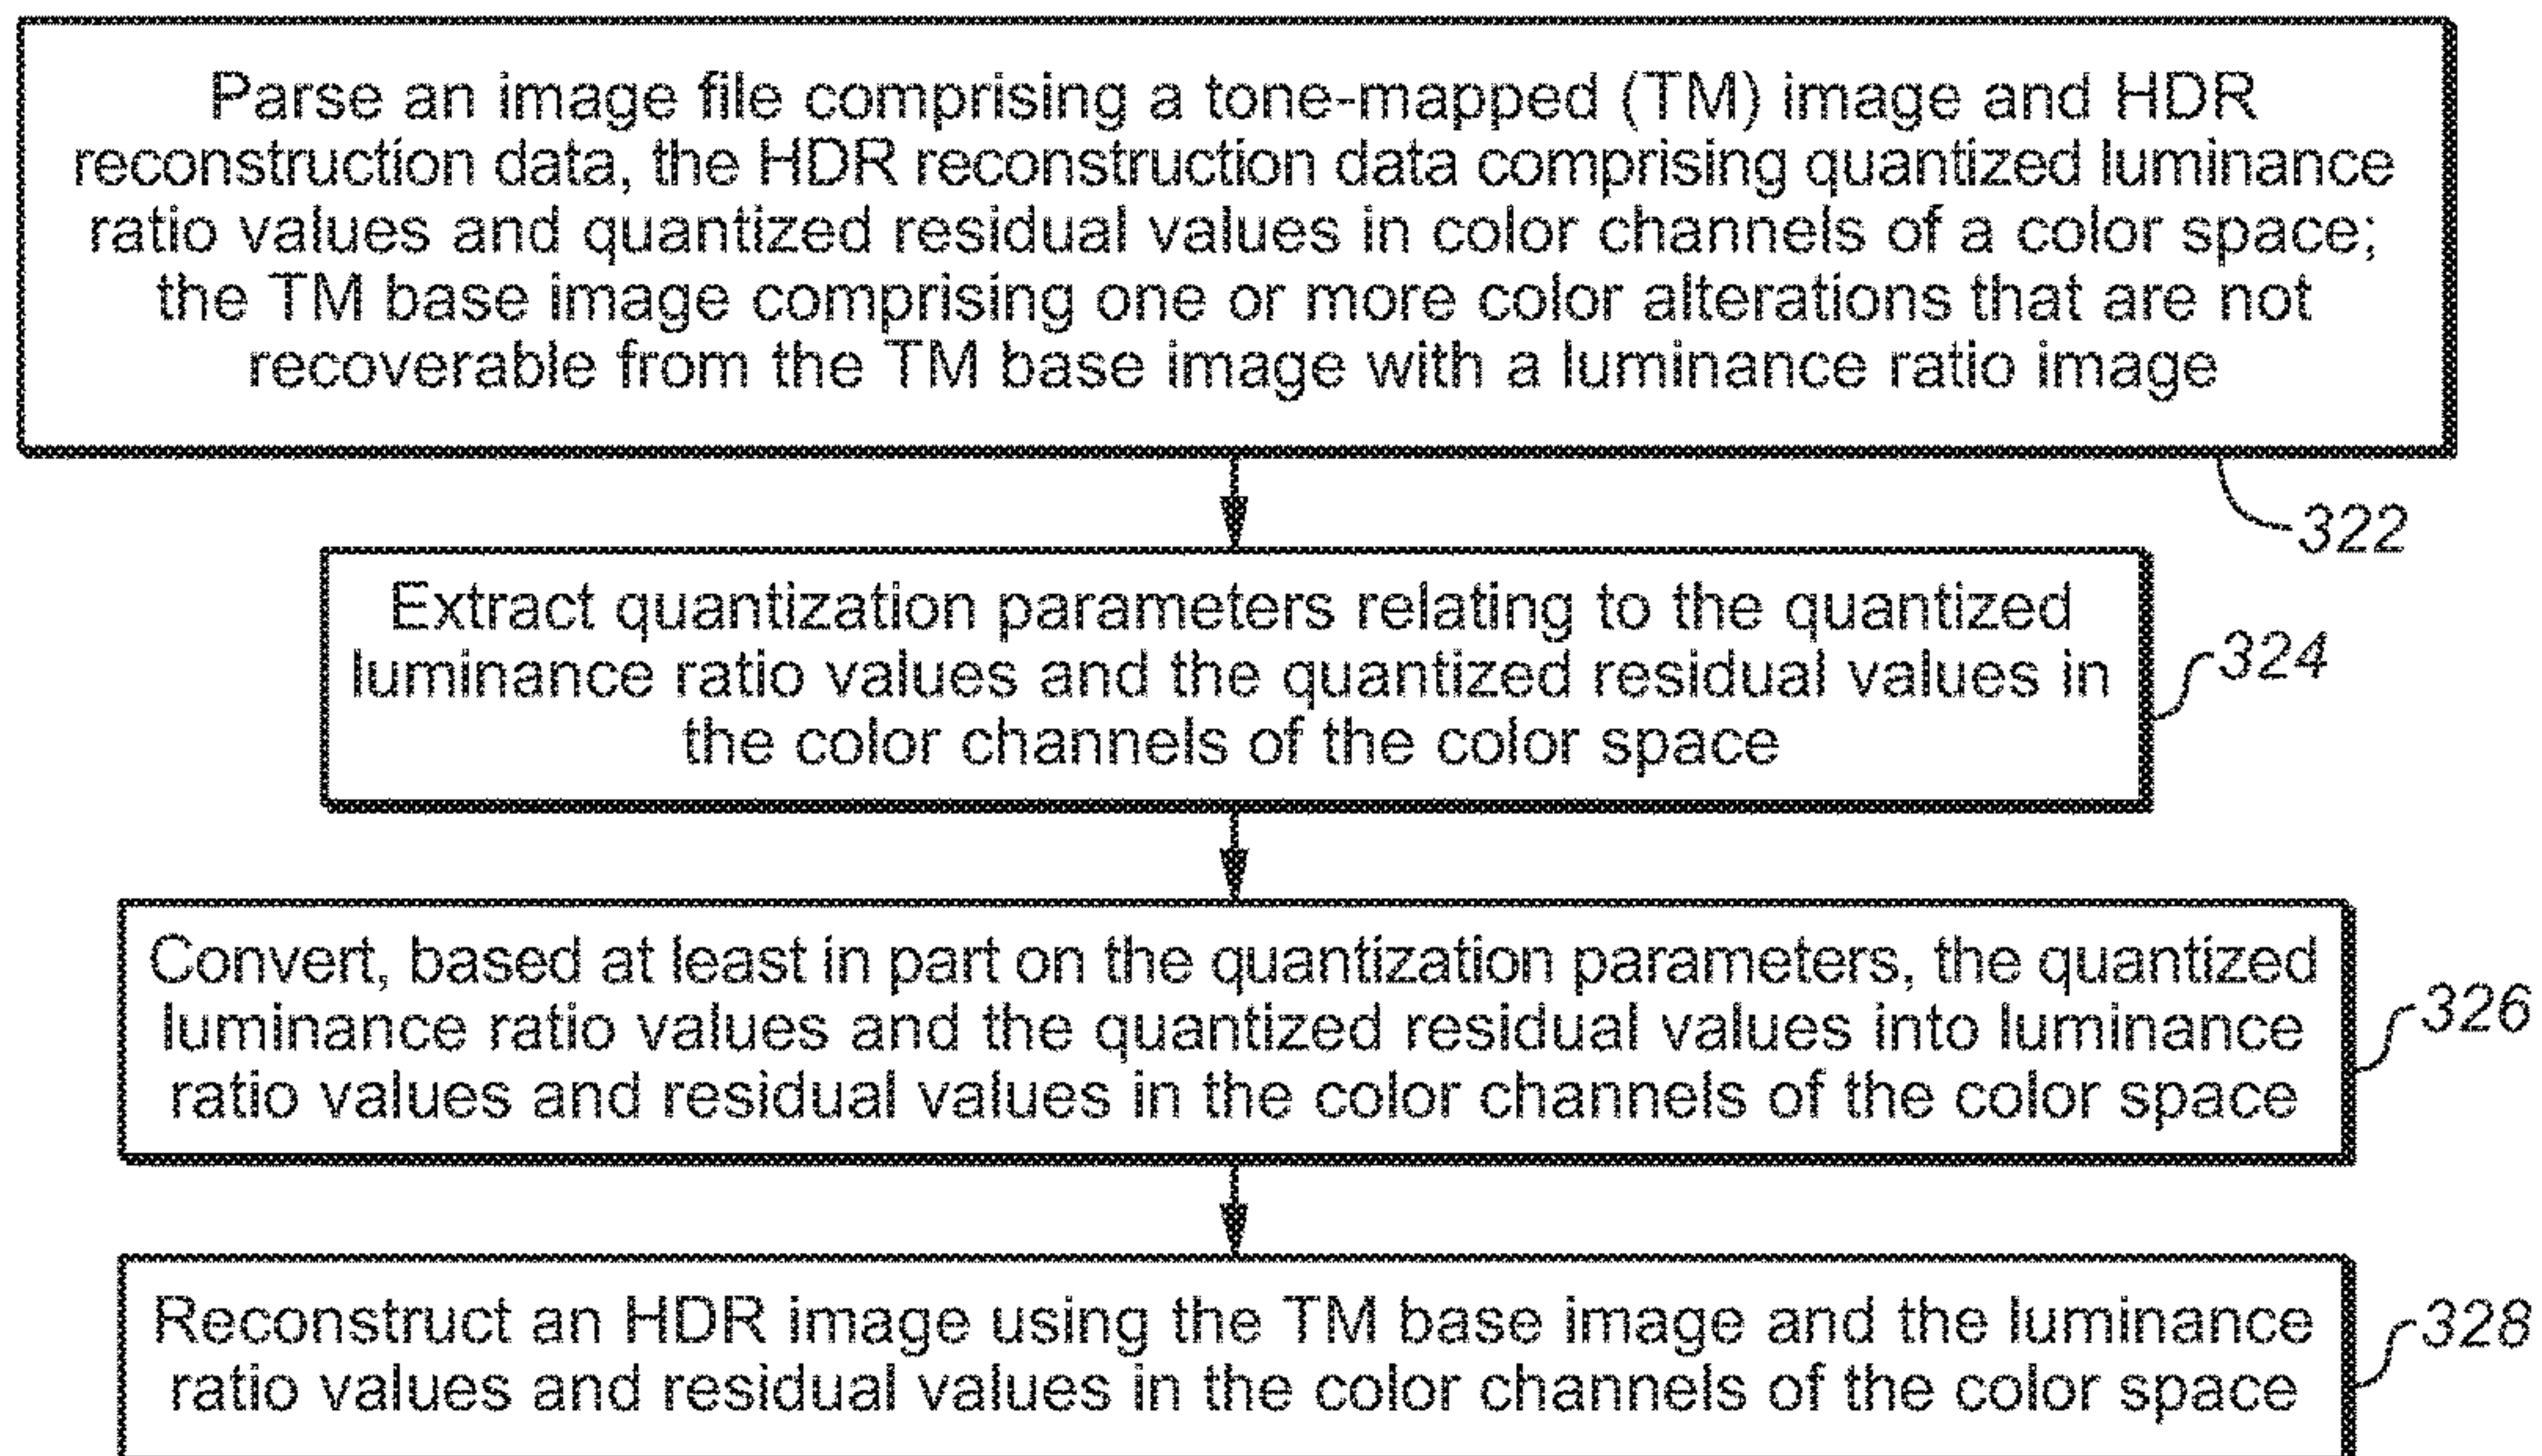 Parse an image file comprising a tone-mapped (TM) image and HDR
reconstruction data, the HDR reconstruction data comprising quantized luminance
ratio values and quantized residual values in color channels of a color space;
the TM base image comprising one or more color alterations that are not
recoverable from the TM base image with a luminance ratio image
322
Extract quantization parameters relating to the quantized
luminance ratio values and the quantized residual values in
the color channels of the color space
324
Convert, based at least in part on the quantization parameters, the quantized
luminance ratio values and the quantized residual values into luminance
ratio values and residual values in the color channels of the color space
326
Reconstruct an HDR image using the TM base image and the luminance
ratio values and residual values in the color channels of the color space
328